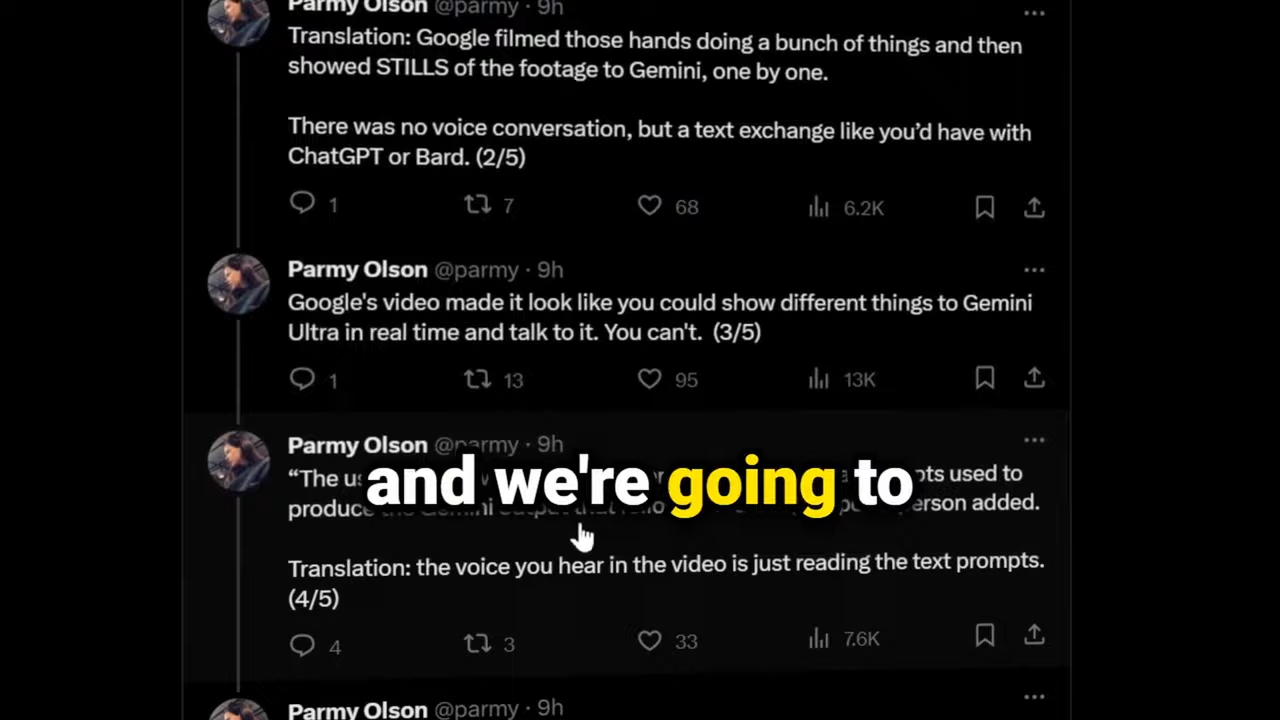 Parmy Olson @parmy · 9h
Translation: Google filmed those hands doing a bunch of things and then
showed STILLS of the footage to Gemini, one by one.
There was no voice conversation, but a text exchange like you'd have with
ChatGPT or Bard. (2/5)
1 7 68 6.2K
Parmy Olson @parmy · 9h
Google's video made it look like you could show different things to Gemini
Ultra in real time and talk to it. You can't. (3/5)
1 13 95 13K
Parmy Olson @parmy · 9h
“The used to
and we're going to
produce person added.
Translation: the voice you hear in the video is just reading the text prompts.
(4/5)
4 3 33 7.6K
Parmy Olson @parmy · 9h